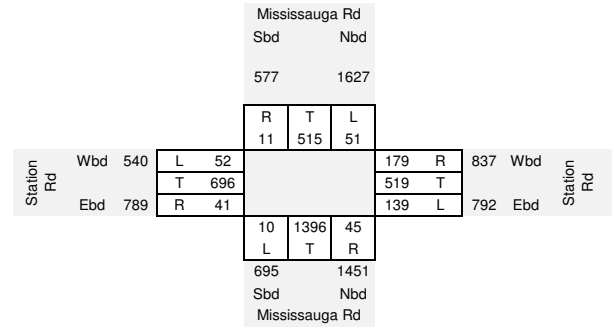 Mississauga Rd
Sbd Nbd
577 1627
R T L
11 515 51
Station Rd
Wbd 540 L 52 179 R 837 Wbd
T 696 519 T
Ebd 789 R 41 139 L 792 Ebd
Station Rd
10 1396 45
L T R
695 1451
Sbd Nbd
Mississauga Rd